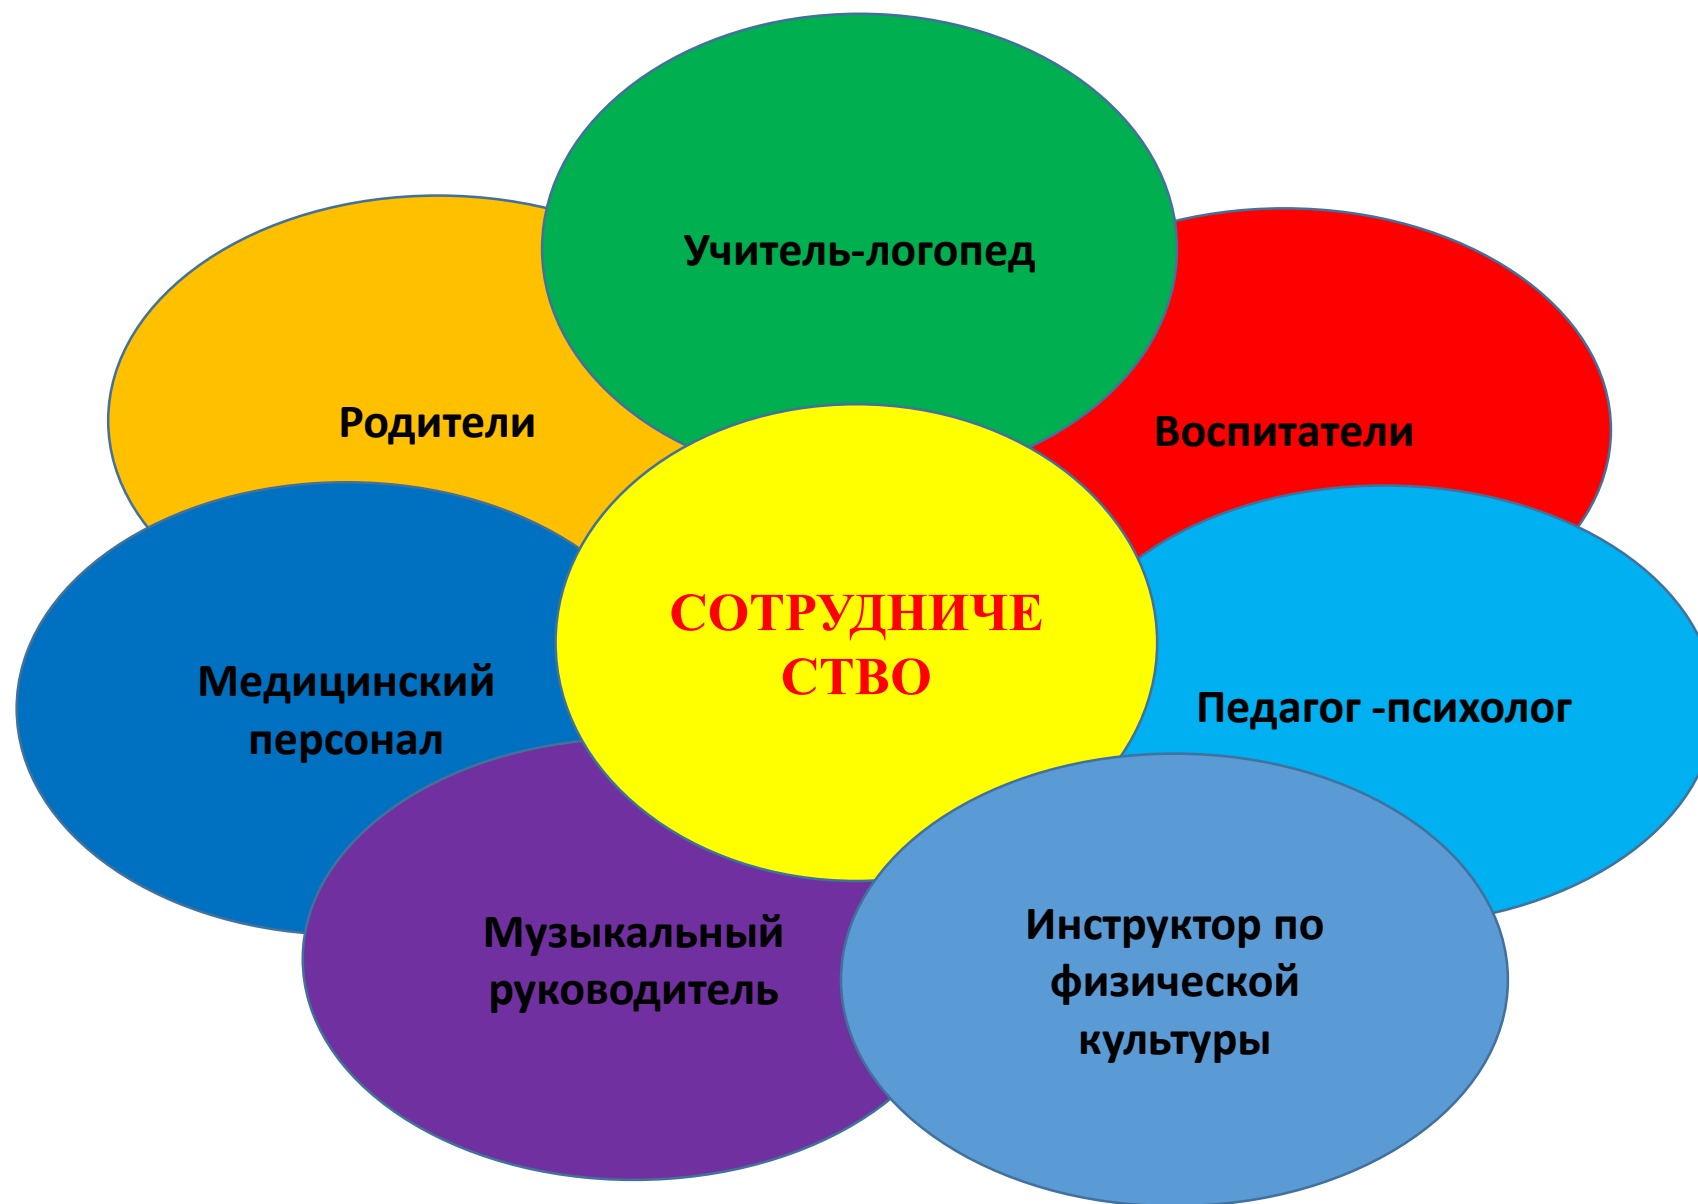 Учитель-логопед
Родители
Воспитатели
СОТРУДНИЧЕ
СТВО
Медицинский
персонал
Педагог -психолог
Музыкальный
руководитель
Инструктор по
физической
культуры